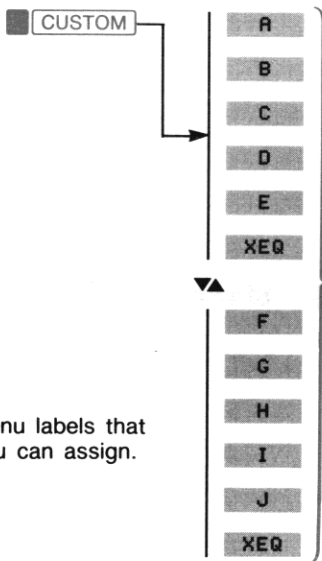 CUSTOM
A
B
C
D
E
XEQ
F
G
H
I
J
XEQ
nu labels that
u can assign.